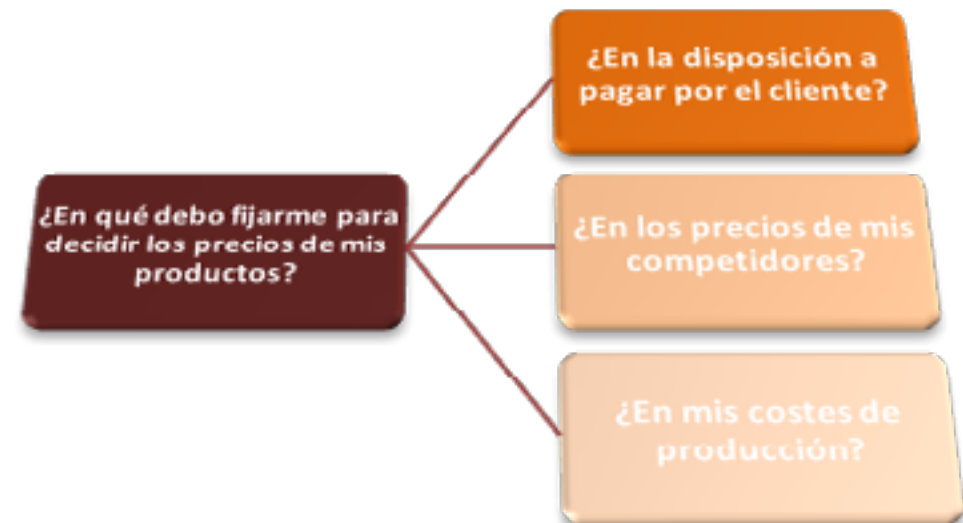 ¿En qué debo fijarme para
decidir los precios de mis
productos?
¿En la disposición a
pagar por el cliente?
¿En los precios de mis
competidores?
¿En mis costes de
producción?